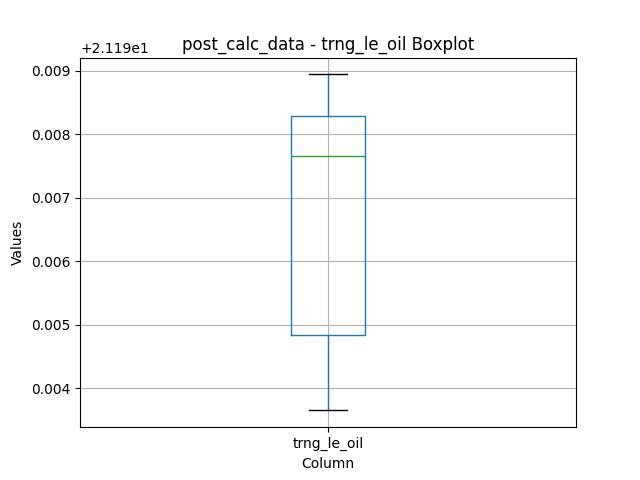 post_calc_data - trng_le_oil Boxplot
+2.119e1
0.009
0.008
0.007
0.006
0.005
0.004
Values
trng_le_oil
Column